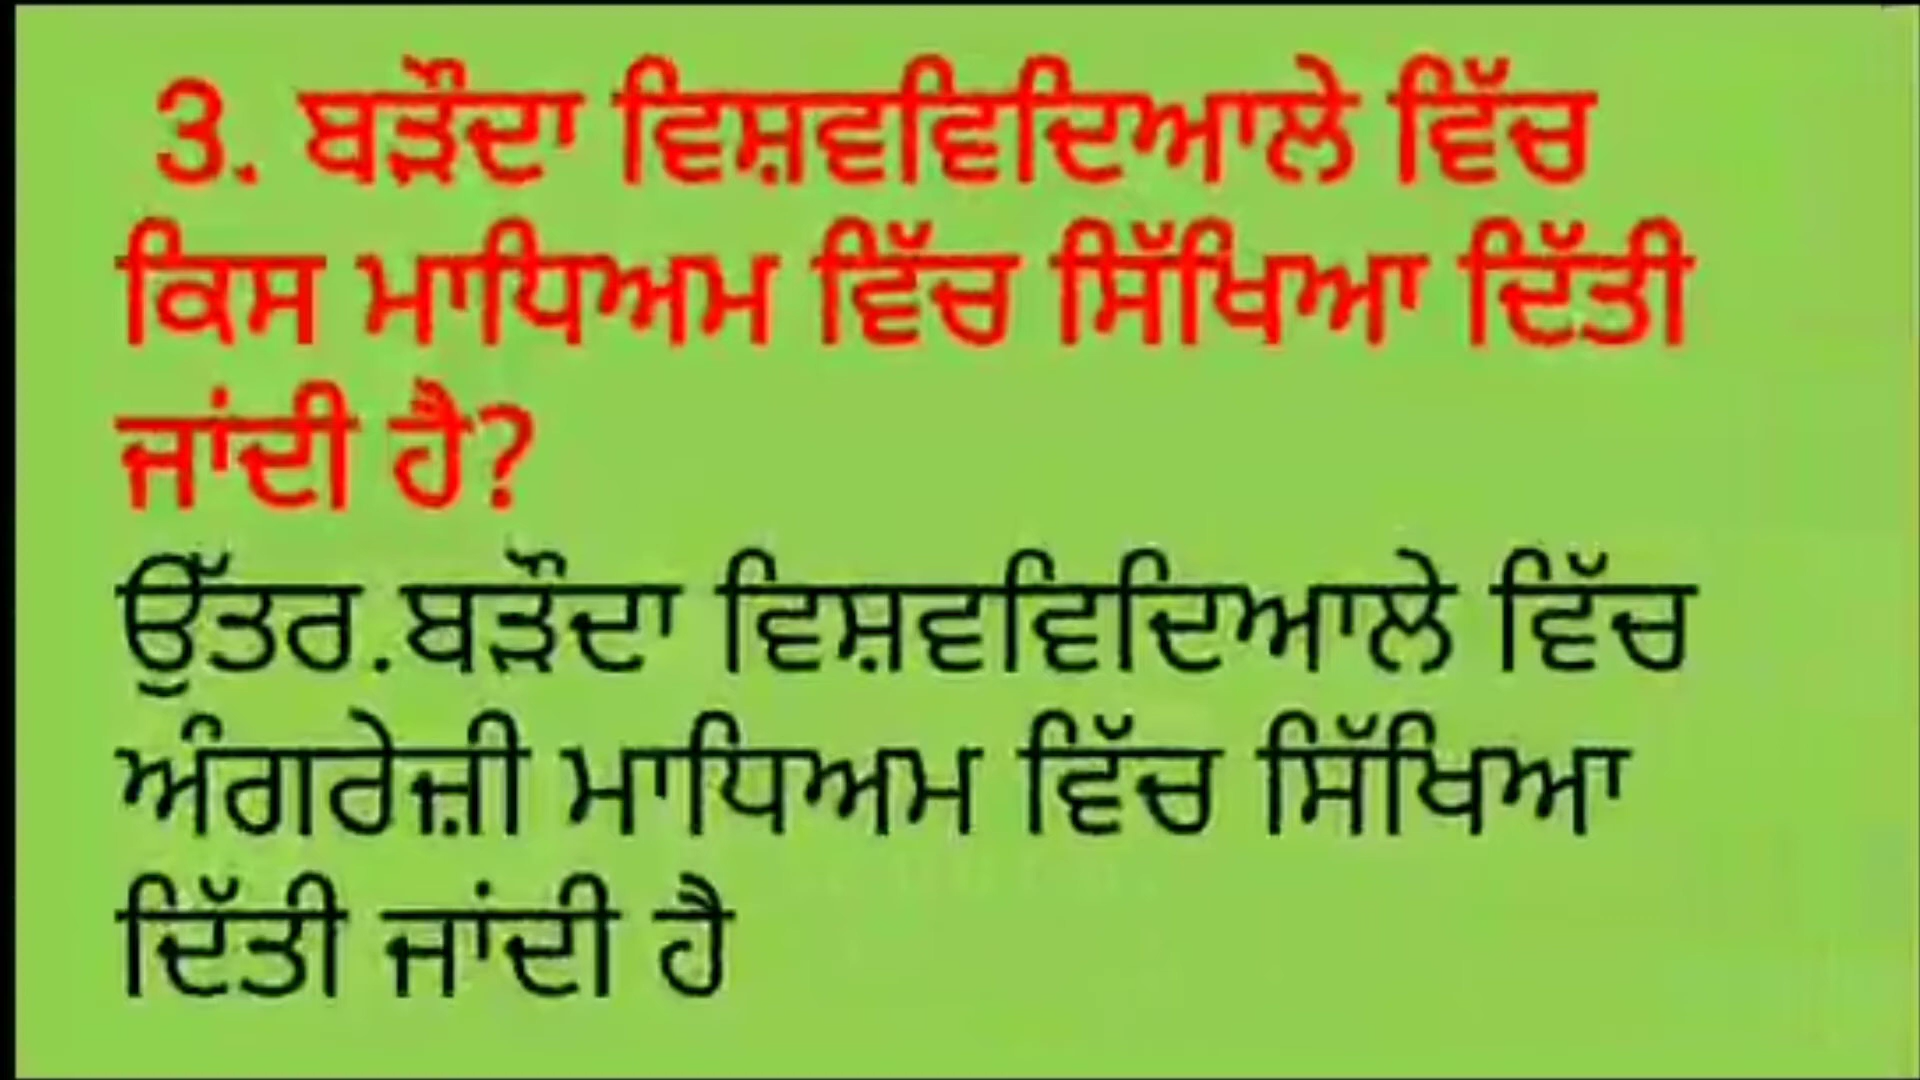 3. ਬੜੌਦਾ ਵਿਸ਼ਵਵਿਦਿਆਲੇ ਵਿੱਚ
ਕਿਸ ਮਾਧਿਅਮ ਵਿੱਚ ਸਿੱਖਿਆ ਦਿੱਤੀ
ਜਾਂਦੀ ਹੈ?
ਉੱਤਰ.ਬੜੌਦਾ ਵਿਸ਼ਵਵਿਦਿਆਲੇ ਵਿੱਚ
ਅੰਗਰੇਜ਼ੀ ਮਾਧਿਅਮ ਵਿੱਚ ਸਿੱਖਿਆ
ਦਿੱਤੀ ਜਾਂਦੀ ਹੈ